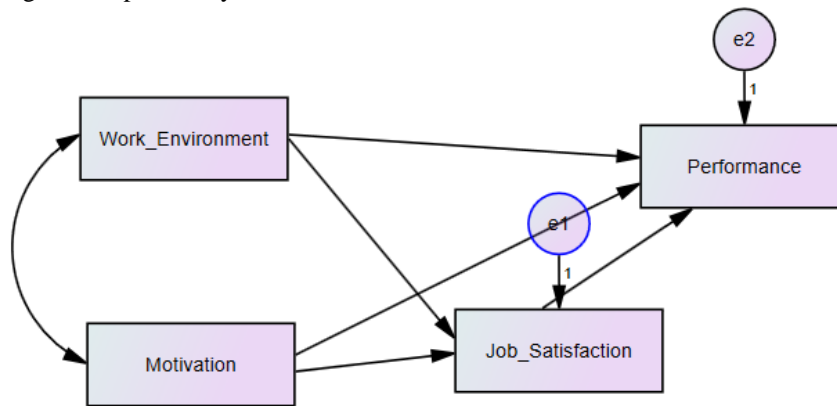 e2
1
Work_Environment
Performance
e1
1
Job_Satisfaction
Motivation